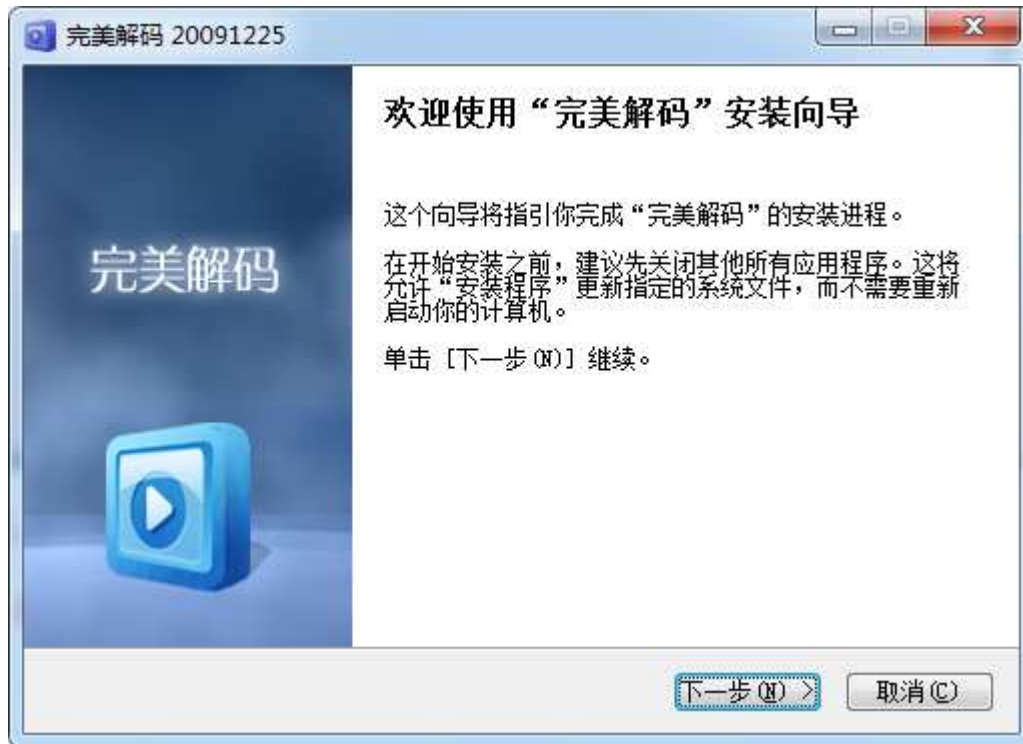 完美解码 20091225
欢迎使用“完美解码”安装向导
这个向导将指引你完成“完美解码”的安装进程。
完美解码
在开始安装之前，建议先关闭其他所有应用程序。这将
允许“安装程序”更新指定的系统文件，而不需要重新
启动你的计算机。
单击 [下一步(N)] 继续。
下一步(N) >
取消(C)